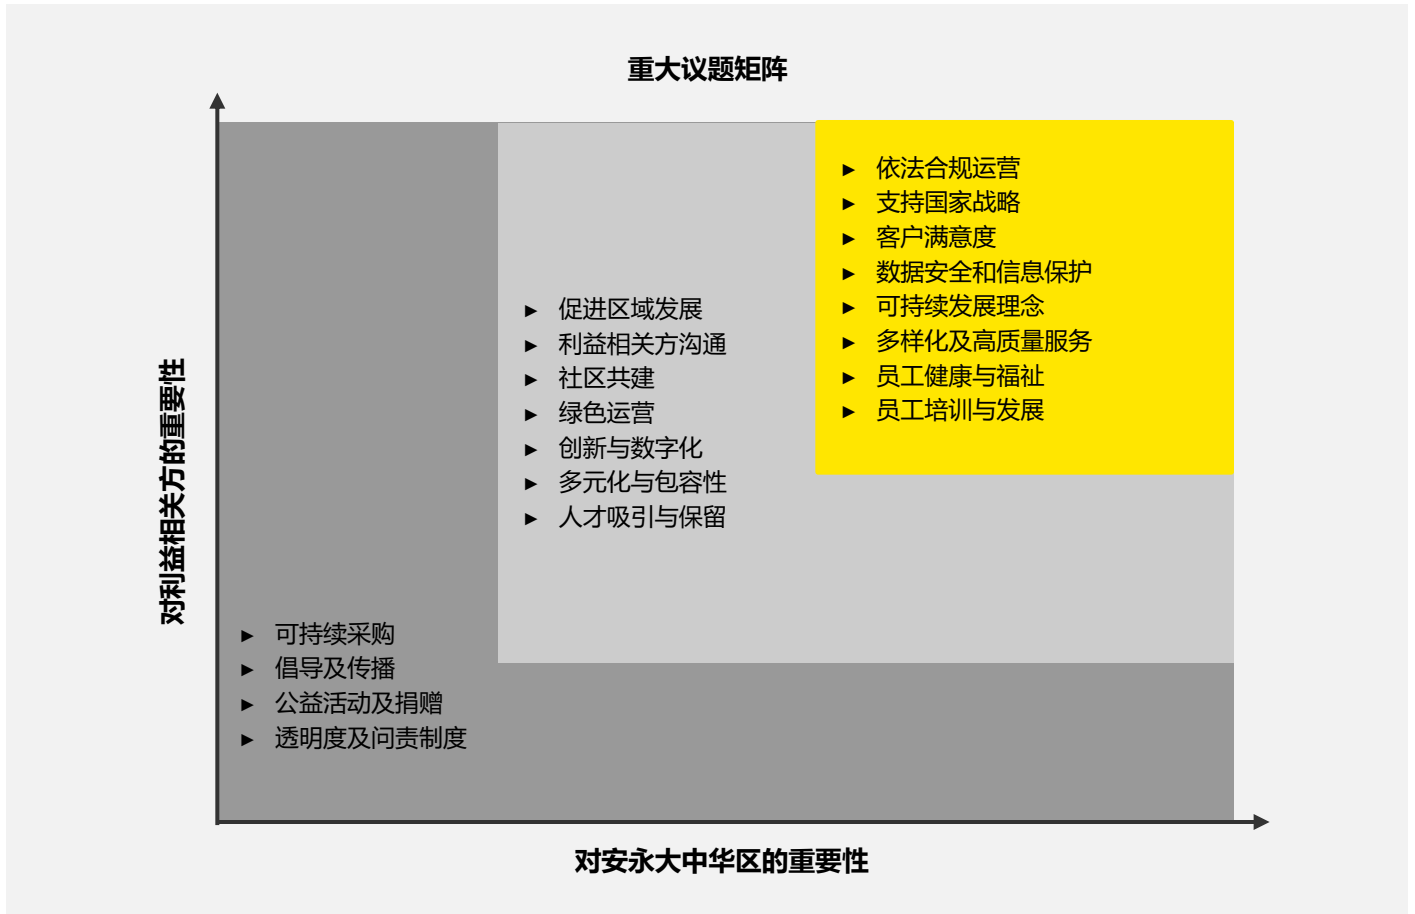 重大议题矩阵
► 依法合规运营
► 支持国家战略
► 客户满意度
► 数据安全和信息保护
► 可持续发展理念
► 多样化及高质量服务
► 员工健康与福祉
► 员工培训与发展
► 促进区域发展
► 利益相关方沟通
► 社区共建
► 绿色运营
► 创新与数字化
► 多元化与包容性
► 人才吸引与保留
► 可持续采购
► 倡导及传播
► 公益活动及捐赠
► 透明度及问责制度
对利益相关方的重要性
对安永大中华区的重要性